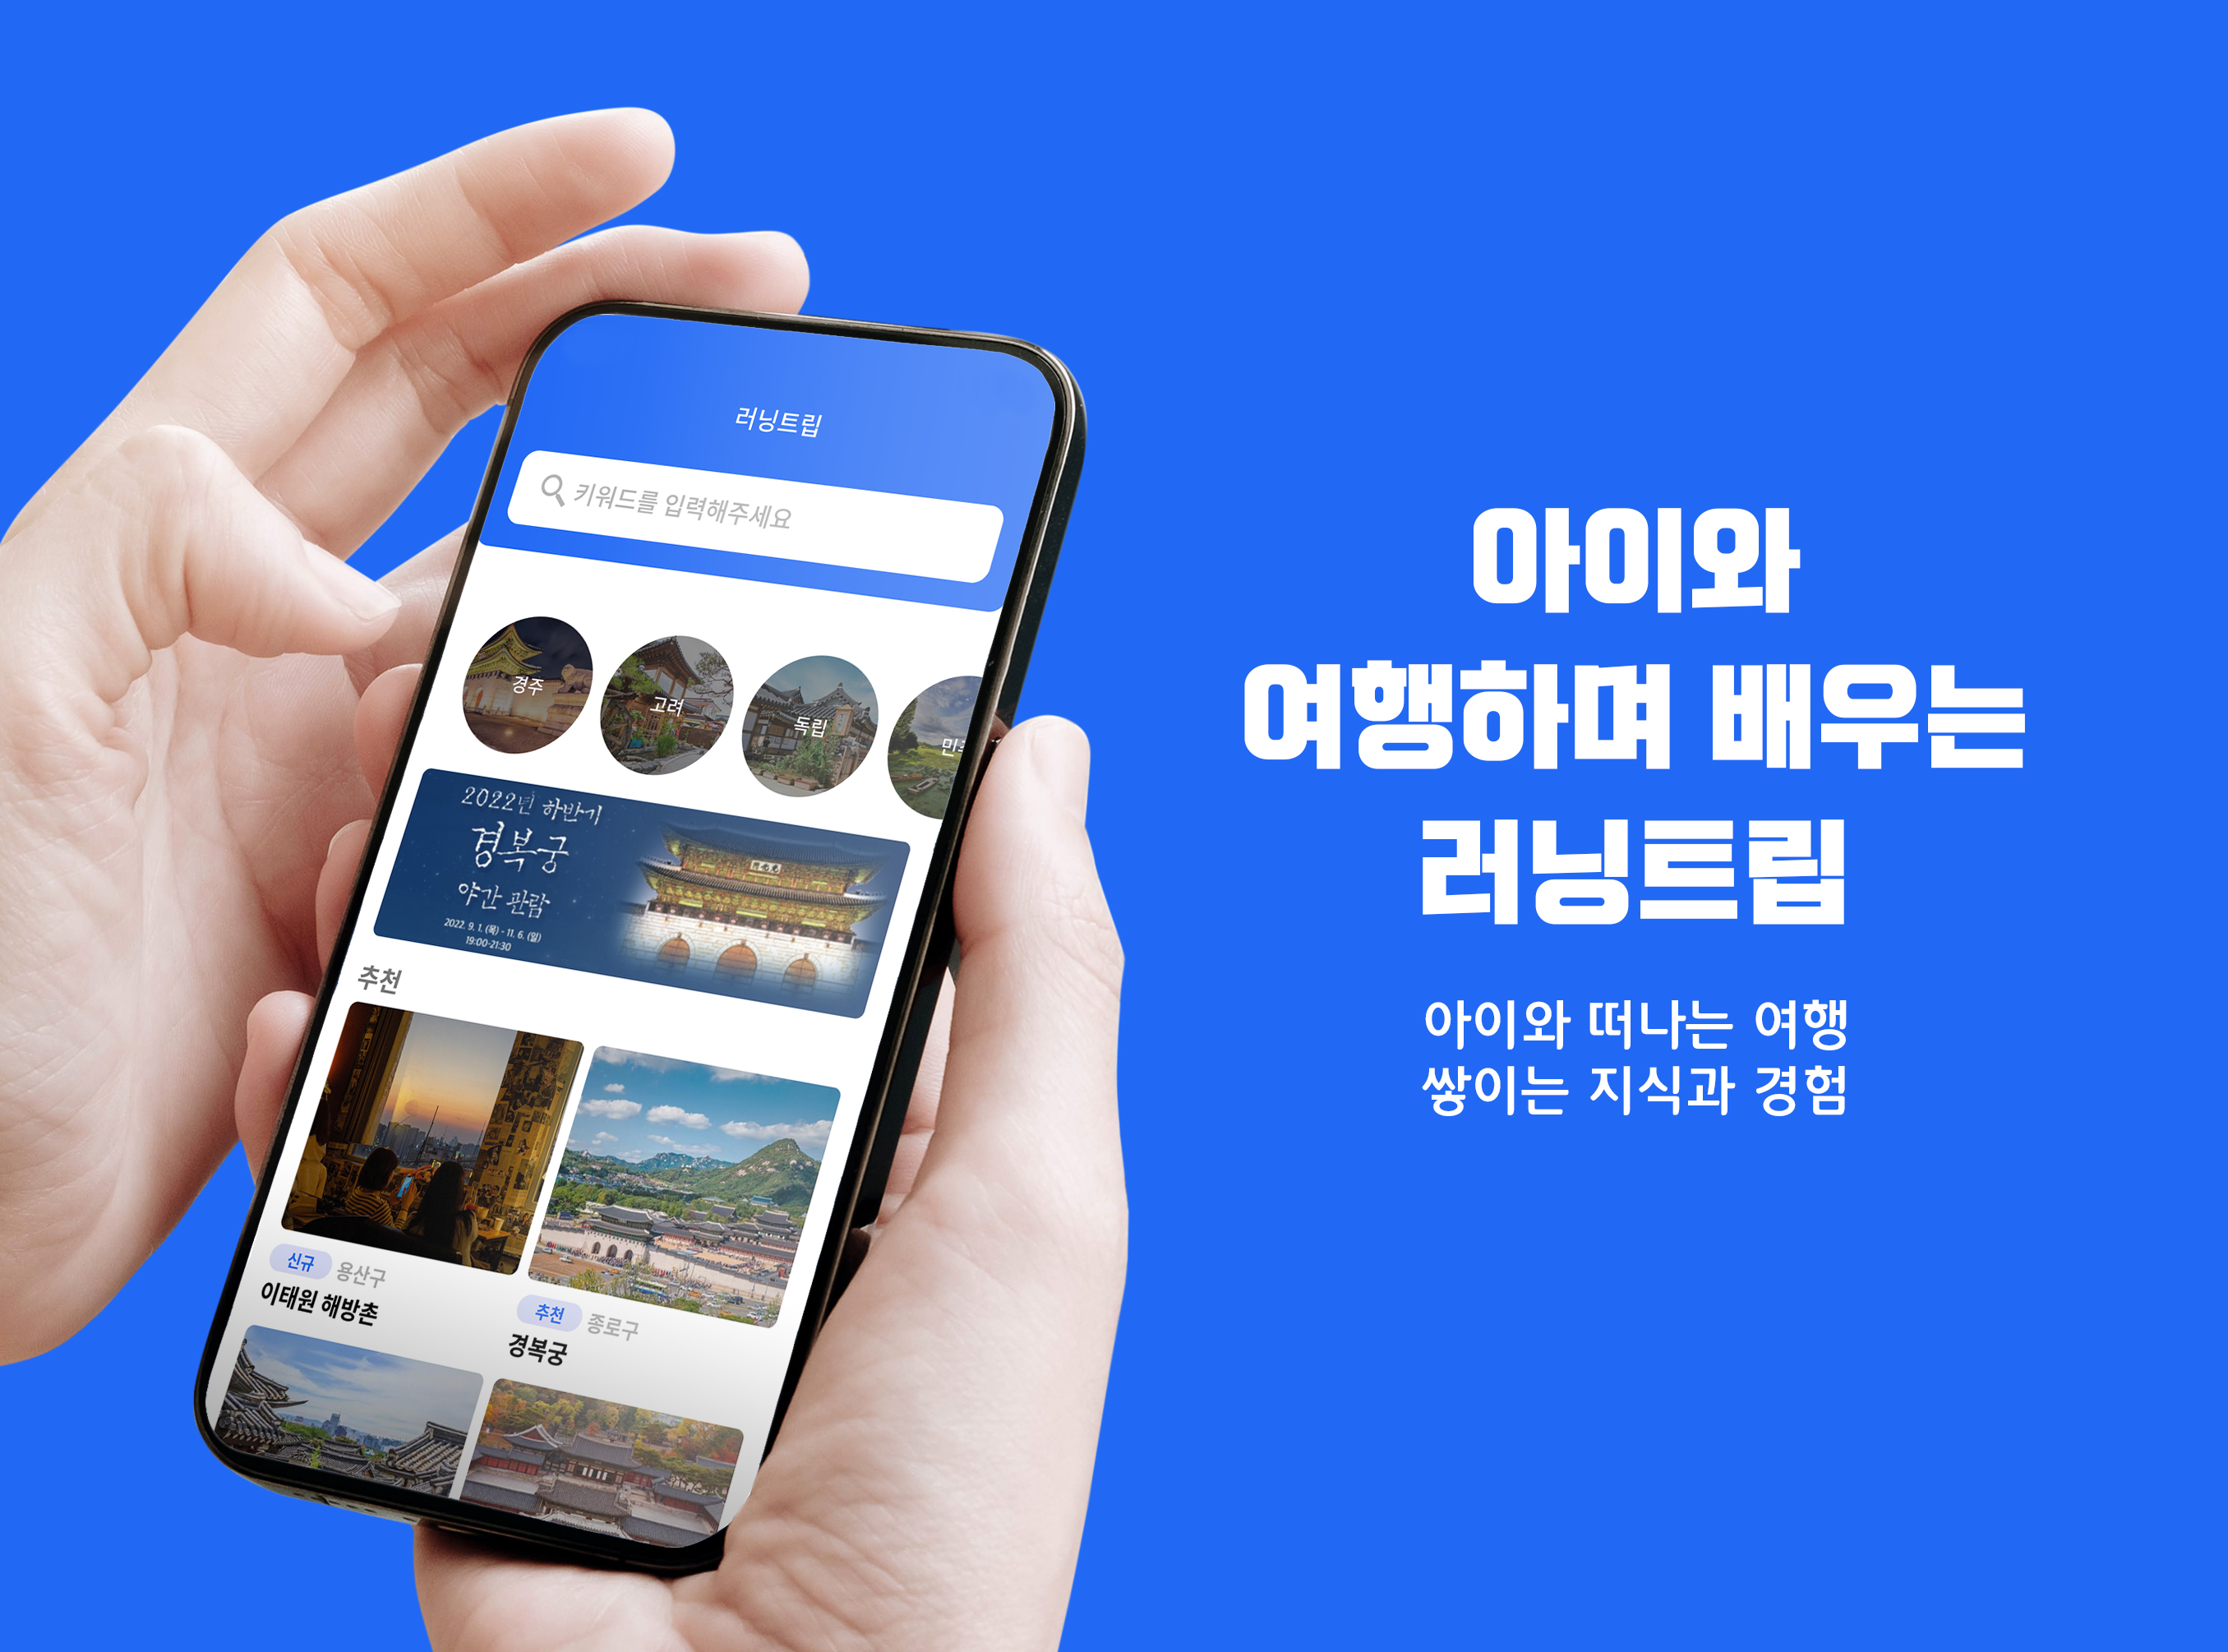 러닝트립
키워드를 입력해주세요
경주
고려
독립
2022년 하반기
경복궁
야간 관람
2022. 9. 1. (목) - 11. 6. (일)
19:00-21:30
추천
신규 용산구
이태원 해방촌
추천 종로구
경복궁
아이와
여행하며 배우는
러닝트립
아이와 떠나는 여행
쌓이는 지식과 경험